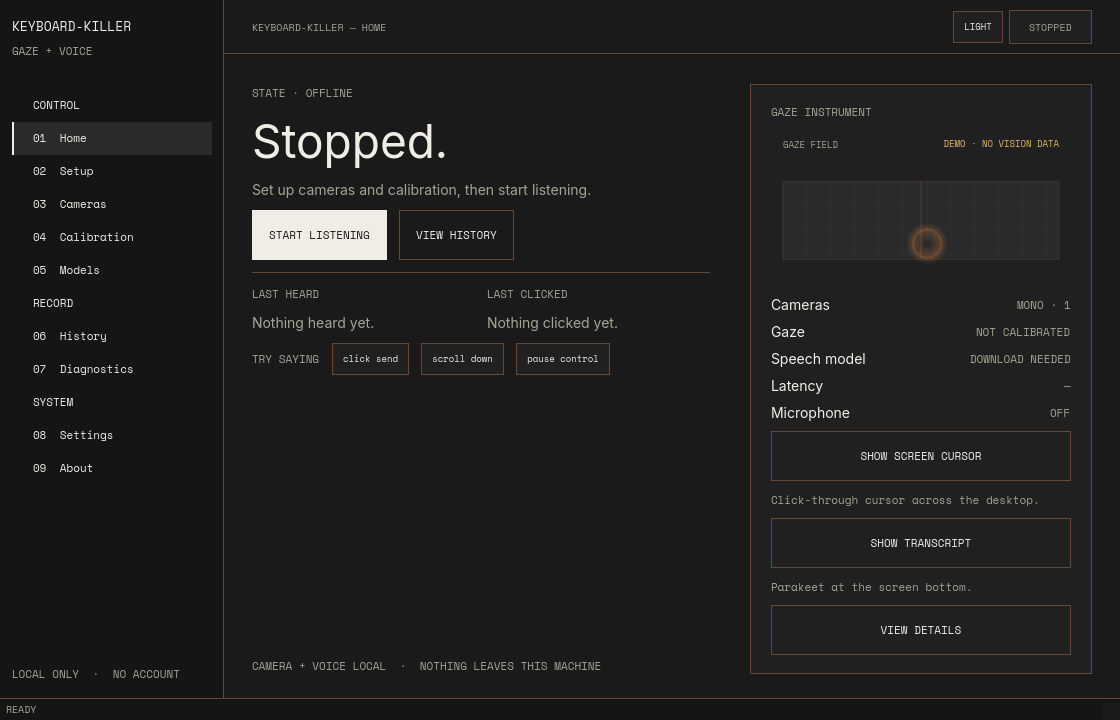 KEYBOARD-KILLER
GAZE + VOICE
CONTROL
01 Home
02 Setup
03 Cameras
04 Calibration
05 Models
RECORD
06 History
07 Diagnostics
SYSTEM
08 Settings
09 About
LOCAL ONLY · NO ACCOUNT
KEYBOARD-KILLER — HOME
LIGHT
STOPPED
STATE · OFFLINE
Stopped.
Set up cameras and calibration, then start listening.
START LISTENING
VIEW HISTORY
LAST HEARD
Nothing heard yet.
LAST CLICKED
Nothing clicked yet.
TRY SAYING
click send
scroll down
pause control
CAMERA + VOICE LOCAL · NOTHING LEAVES THIS MACHINE
GAZE INSTRUMENT
GAZE FIELD
DEMO · NO VISION DATA
Cameras MONO · 1
Gaze NOT CALIBRATED
Speech model DOWNLOAD NEEDED
Latency —
Microphone OFF
SHOW SCREEN CURSOR
Click-through cursor across the desktop.
SHOW TRANSCRIPT
Parakeet at the screen bottom.
VIEW DETAILS
READY